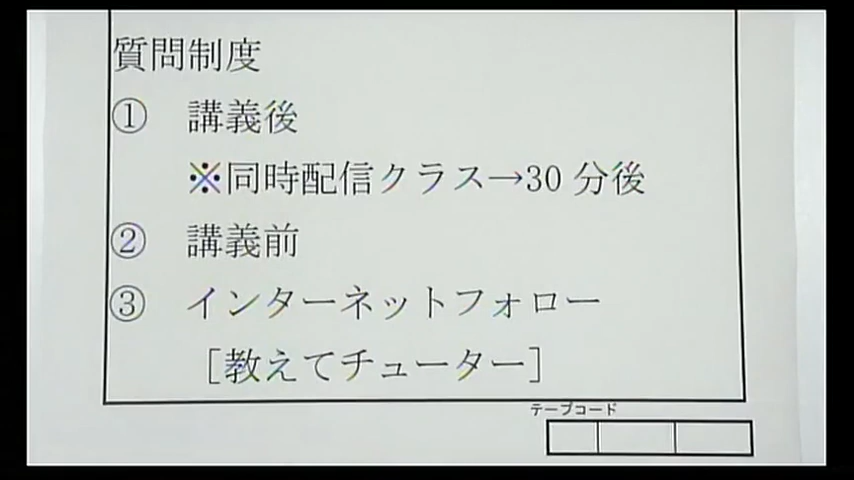 質問制度
① 講義後
※同時配信クラス→30分後
② 講義前
③ インターネットフォロー
［教えてチューター］
テープコード